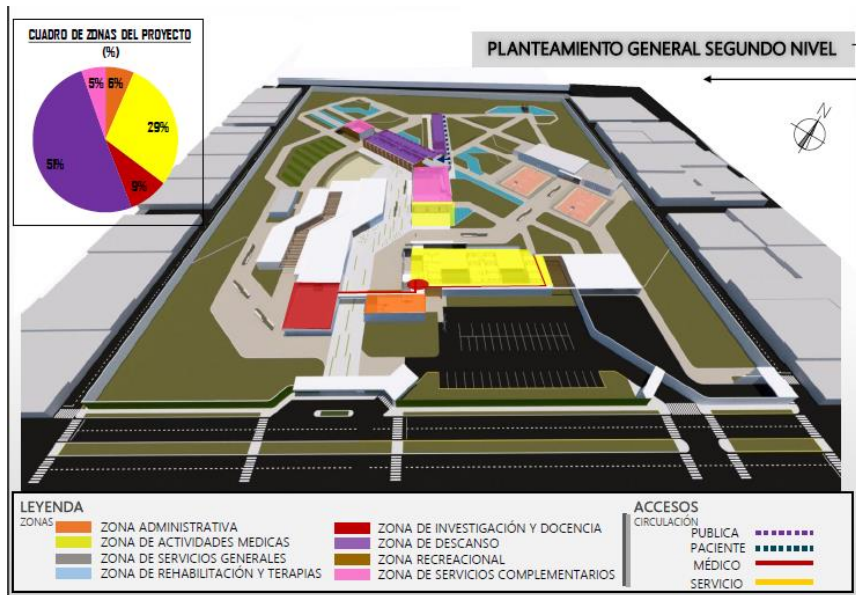 CUADRO DE ZONAS DEL PROYECTO
(%)
5%
6%
29%
51%
9%
PLANTEAMIENTO GENERAL SEGUNDO NIVEL
N
LEYENDA
ZONAS
ZONA ADMINISTRATIVA
ZONA DE ACTIVIDADES MEDICAS
ZONA DE SERVICIOS GENERALES
ZONA DE REHABILITACIÓN Y TERAPIAS
ZONA DE INVESTIGACIÓN Y DOCENCIA
ZONA DE DESCANSO
ZONA RECREACIONAL
ZONA DE SERVICIOS COMPLEMENTARIOS
ACCESOS
CIRCULACIÓN
PUBLICA
PACIENTE
MÉDICO
SERVICIO